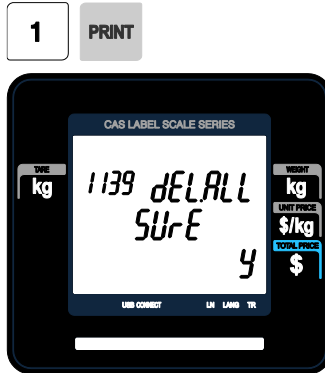 1 PRINT
CAS LABEL SCALE SERIES
TARE
kg
1139 dEL.ALL
SUrE
y
WEIGHT
kg
UNIT PRICE
$/kg
TOTAL PRICE
$
USB CONNECT LN LANG TR